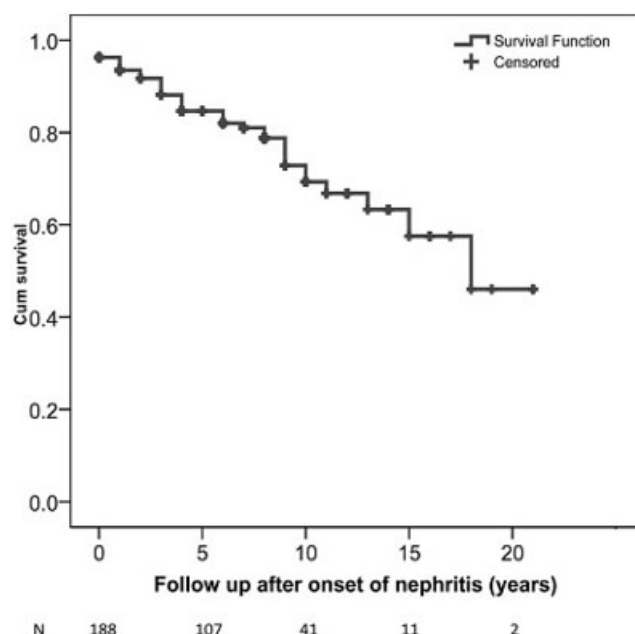 1.0
Survival Function
Censored
0.8
0.6
Cum survival
0.4
0.2
0.0
0 5 10 15 20
Follow up after onset of nephritis (years)
N 188 107 41 11 2